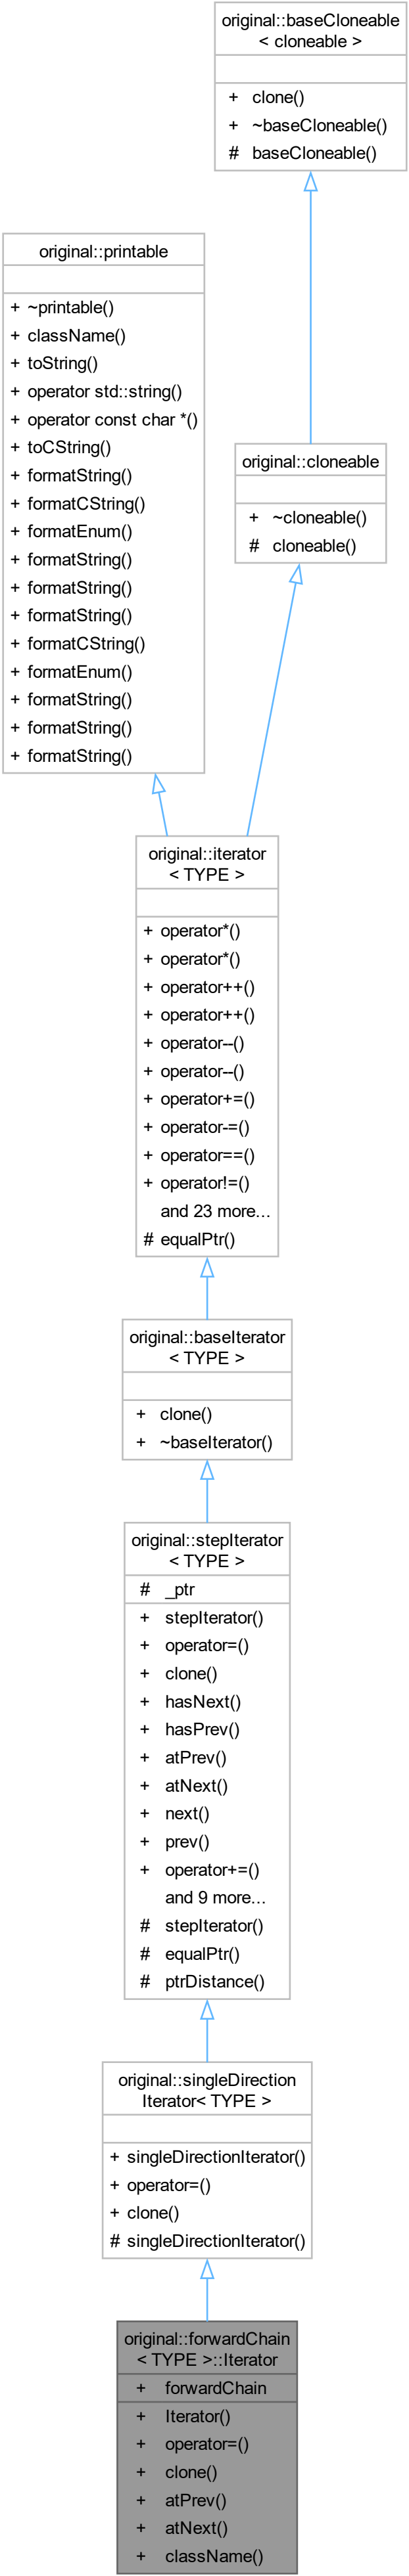 original::baseCloneable
< cloneable >
+ clone()
+ ~baseCloneable()
# baseCloneable()
original::printable
+ ~printable()
+ className()
+ toString()
+ operator std::string()
+ operator const char *()
+ toCString()
+ formatString()
+ formatCString()
+ formatEnum()
+ formatString()
+ formatString()
+ formatString()
+ formatCString()
+ formatEnum()
+ formatString()
+ formatString()
+ formatString()
original::cloneable
+ ~cloneable()
# cloneable()
original::iterator
< TYPE >
+ operator*()
+ operator*()
+ operator++()
+ operator++()
+ operator--()
+ operator--()
+ operator+=()
+ operator-=()
+ operator==()
+ operator!=()
and 23 more...
# equalPtr()
original::baseIterator
< TYPE >
+ clone()
+ ~baseIterator()
original::stepIterator
< TYPE >
# _ptr
+ stepIterator()
+ operator=()
+ clone()
+ hasNext()
+ hasPrev()
+ atPrev()
+ atNext()
+ next()
+ prev()
+ operator+=()
and 9 more...
# stepIterator()
# equalPtr()
# ptrDistance()
original::singleDirection
Iterator< TYPE >
+ singleDirectionIterator()
+ operator=()
+ clone()
# singleDirectionIterator()
original::forwardChain
< TYPE >::Iterator
+ forwardChain
+ Iterator()
+ operator=()
+ clone()
+ atPrev()
+ atNext()
+ className()